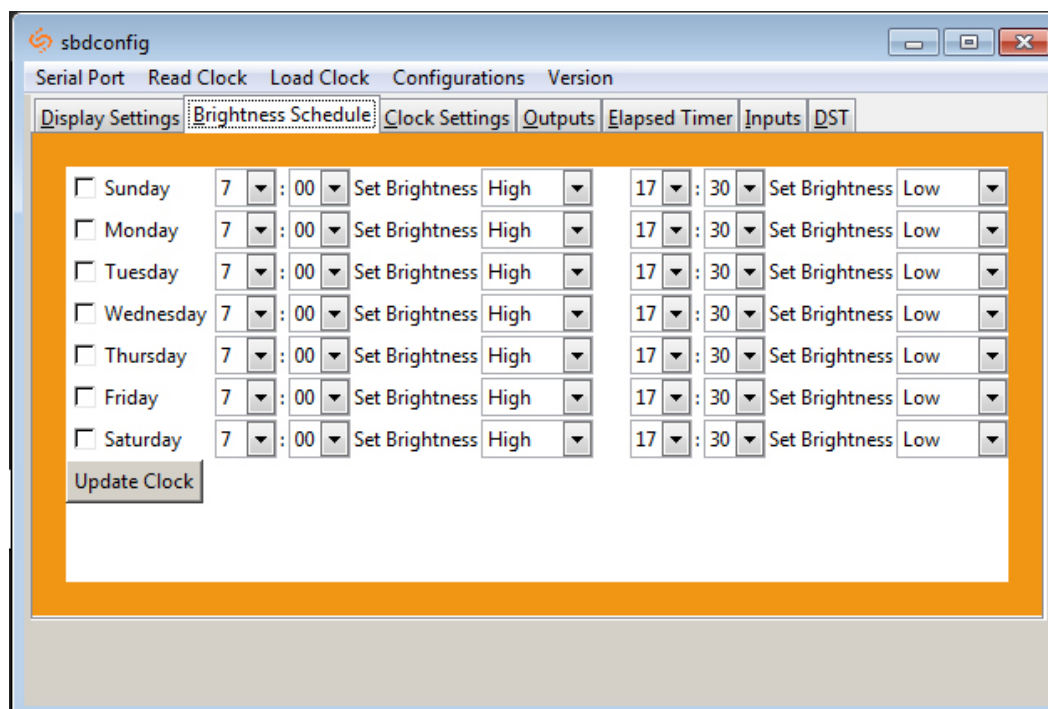 sbdconfig
Serial Port Read Clock Load Clock Configurations Version
Display Settings Brightness Schedule Clock Settings Outputs Elapsed Timer Inputs DST
Sunday 7 : 00 Set Brightness High 17 : 30 Set Brightness Low
Monday 7 : 00 Set Brightness High 17 : 30 Set Brightness Low
Tuesday 7 : 00 Set Brightness High 17 : 30 Set Brightness Low
Wednesday 7 : 00 Set Brightness High 17 : 30 Set Brightness Low
Thursday 7 : 00 Set Brightness High 17 : 30 Set Brightness Low
Friday 7 : 00 Set Brightness High 17 : 30 Set Brightness Low
Saturday 7 : 00 Set Brightness High 17 : 30 Set Brightness Low
Update Clock